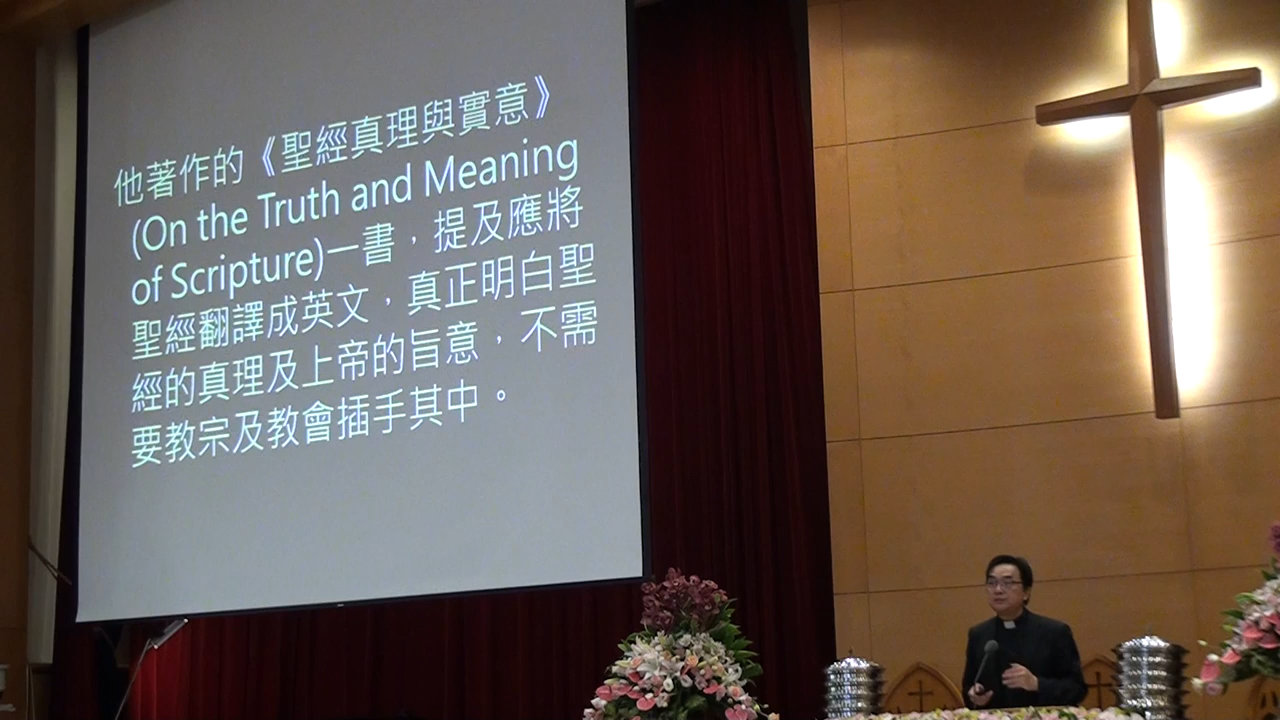 他著作的《聖經真理與實意》
(On the Truth and Meaning
of Scripture)一書，提及應將
聖經翻譯成英文，真正明白聖
經的真理及上帝的旨意，不需
要教宗及教會插手其中。